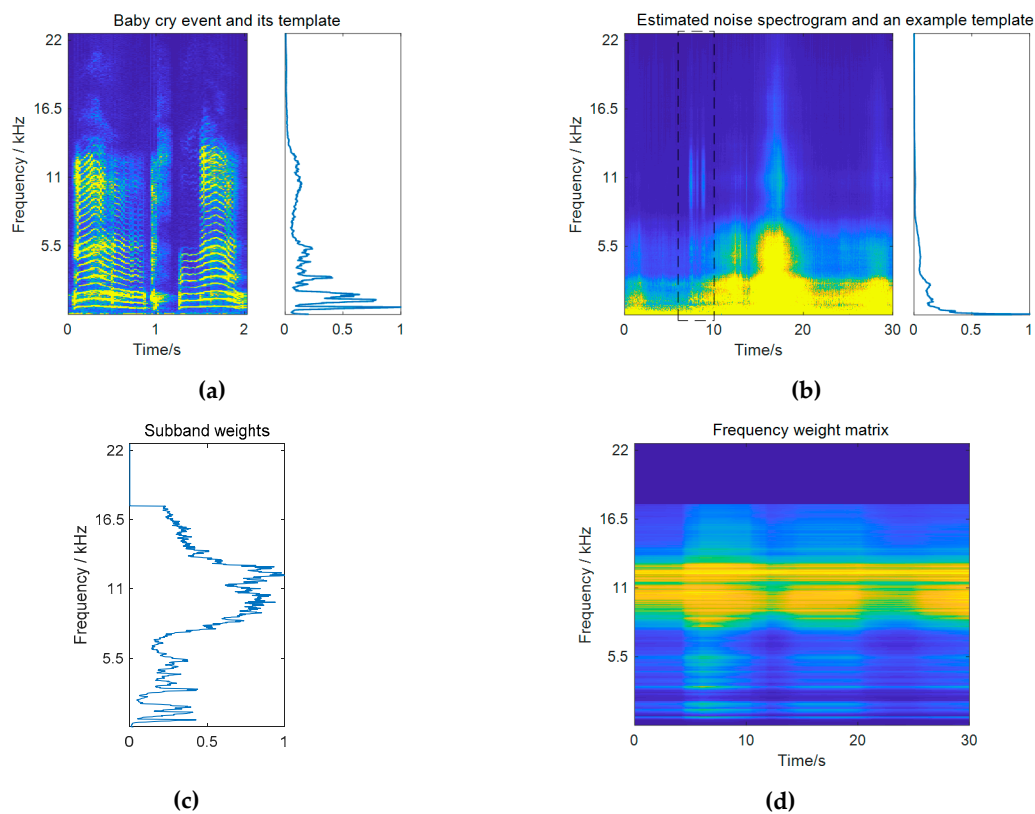 Baby cry event and its template
22
16.5
11
5.5
Frequency / kHz
0
1
2
Time/s
0
0.5
1
(a)
Estimated noise spectrogram and an example template
22
16.5
11
5.5
Frequency / kHz
0
10
20
30
Time/s
0
0.5
1
(b)
Subband weights
22
16.5
11
5.5
Frequency / kHz
0
0.5
1
(c)
Frequency weight matrix
22
16.5
11
5.5
Frequency / kHz
0
10
20
30
Time/s
(d)